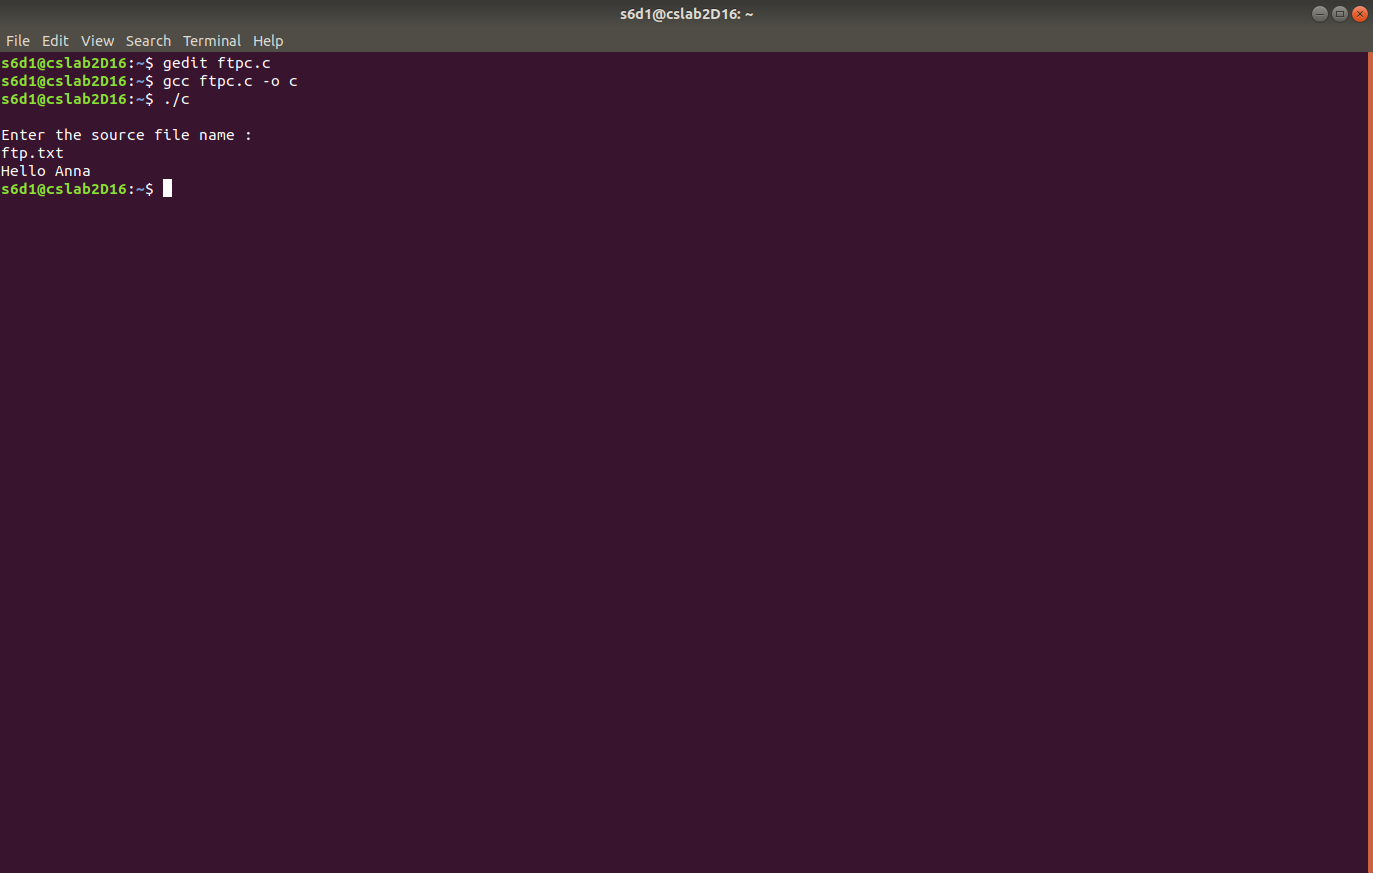 s6d1@cslab2D16: ~
File Edit View Search Terminal Help
s6d1@cslab2D16:~$ gedit ftpc.c
s6d1@cslab2D16:~$ gcc ftpc.c -o c
s6d1@cslab2D16:~$ ./c
Enter the source file name :
ftp.txt
Hello Anna
s6d1@cslab2D16:~$